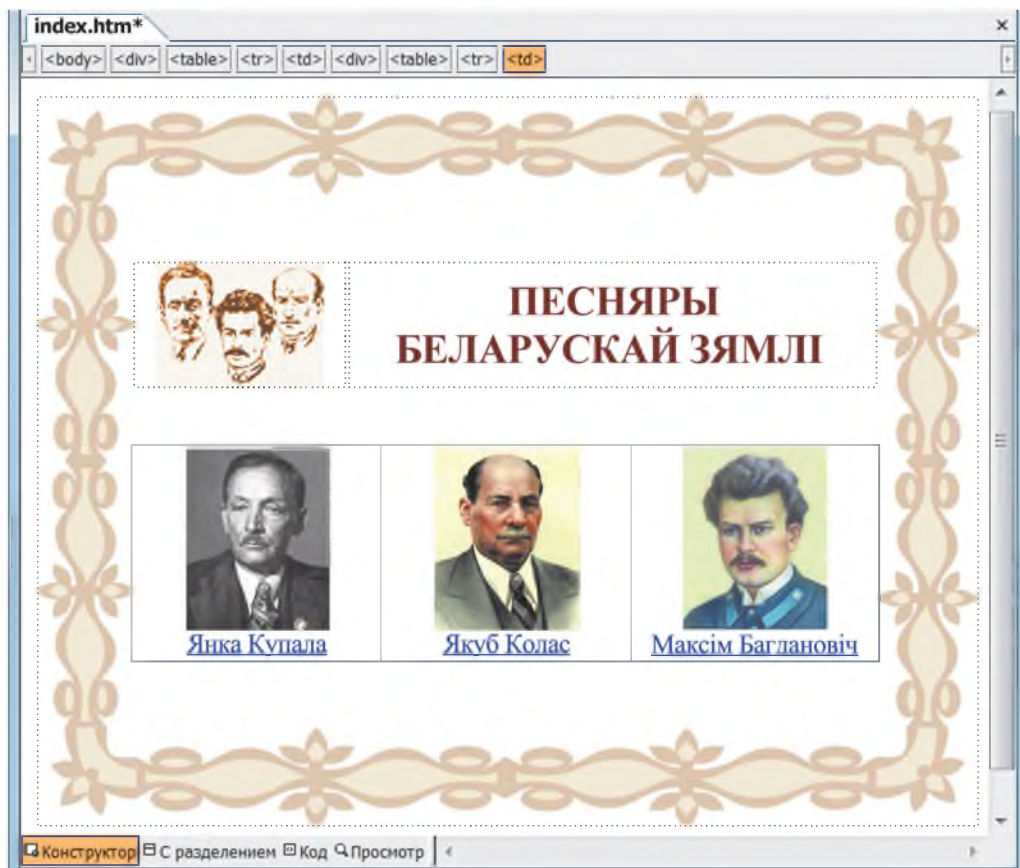 index.htm*
<body> <div> <table> <tr> <td> <div> <table> <tr> <td>
ПЕСНЯРЫ
БЕЛАРУСКАЙ ЗЯМЛІ
Янка Купала Якуб Колас Максім Багдановіч
Конструктор С разделением Код Просмотр